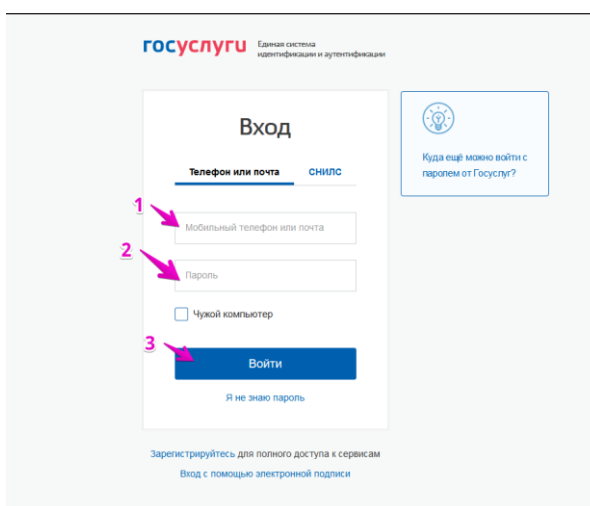 госуслуги
Единая система
идентификации и аутентификации
Вход
Телефон или почта
СНИЛС
1
Мобильный телефон или почта
2
Пароль
Чужой компьютер
3
Войти
Я не знаю пароль
Куда ещё можно войти с
паролем от Госуслуг?
Зарегистрируйтесь для полного доступа к сервисам
Вход с помощью электронной подписи